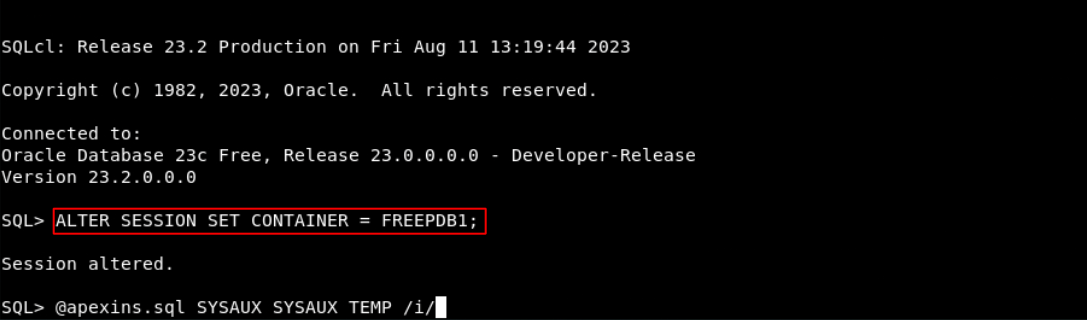 SQLcl: Release 23.2 Production on Fri Aug 11 13:19:44 2023
Copyright (c) 1982, 2023, Oracle.  All rights reserved.
Connected to:
Oracle Database 23c Free, Release 23.0.0.0.0 - Developer-Release
Version 23.2.0.0.0
SQL> ALTER SESSION SET CONTAINER = FREEPDB1;
Session altered.
SQL> @apexins.sql SYSAUX SYSAUX TEMP /i/